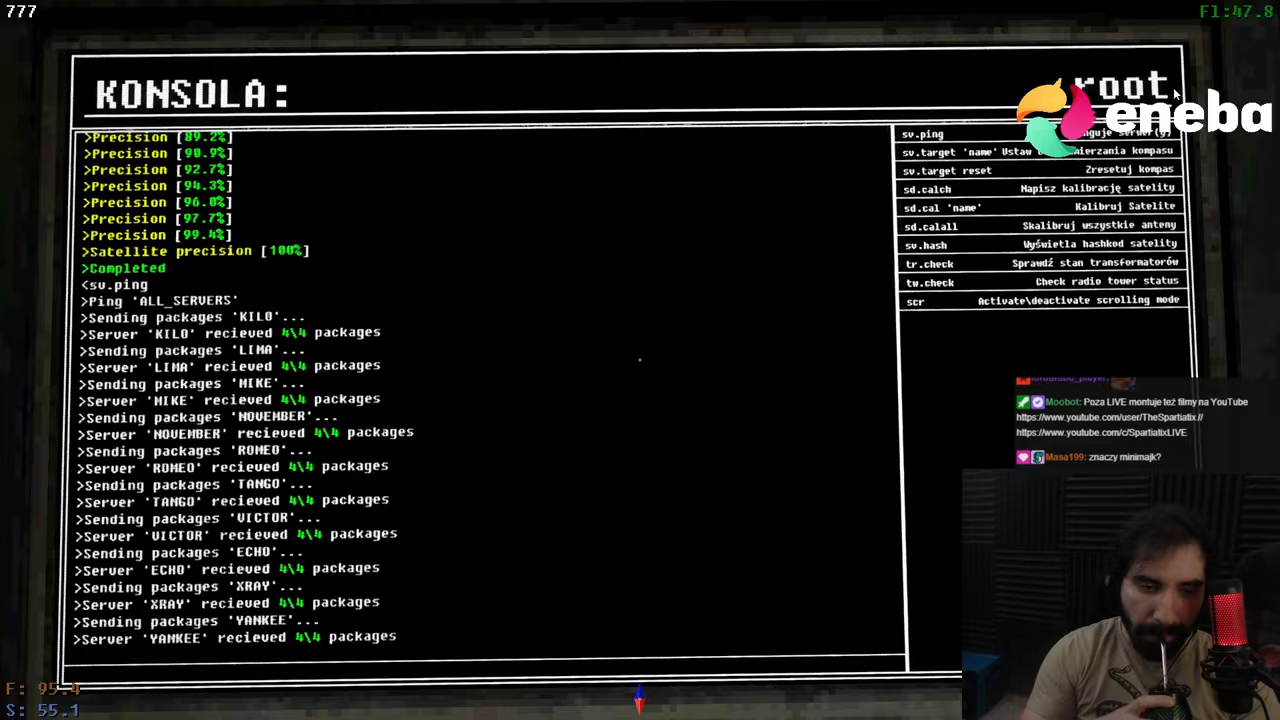 777
F1:47.8
KONSOLA:
root
eneba
>Precision [89.2%]
>Precision [90.9%]
>Precision [92.7%]
>Precision [94.3%]
>Precision [96.0%]
>Precision [97.7%]
>Precision [99.4%]
>Satellite precision [100%]
>Completed
<sv.ping
>Ping 'ALL_SERVERS'
>Sending packages 'KILO'...
>Server 'KILO' recieved 4\4 packages
>Sending packages 'LIMA'...
>Server 'LIMA' recieved 4\4 packages
>Sending packages 'MIKE'...
>Server 'MIKE' recieved 4\4 packages
>Sending packages 'NOVEMBER'...
>Server 'NOVEMBER' recieved 4\4 packages
>Sending packages 'ROMEO'...
>Server 'ROMEO' recieved 4\4 packages
>Sending packages 'TANGO'...
>Server 'TANGO' recieved 4\4 packages
>Sending packages 'VICTOR'...
>Server 'VICTOR' recieved 4\4 packages
>Sending packages 'ECHO'...
>Server 'ECHO' recieved 4\4 packages
>Sending packages 'XRAY'...
>Server 'XRAY' recieved 4\4 packages
>Sending packages 'YANKEE'...
>Server 'YANKEE' recieved 4\4 packages
sv.ping
sv.target 'name' Ustaw kompasu
sv.target reset Zresetuj kompas
sd.calch Napisz kalibrację satelity
sd.cal 'name' Kalibruj Satelite
sd.calall Skalibruj wszystkie anteny
sv.hash Wyświetla hashkod satelity
tr.check Sprawdź stan transformatorów
tw.check Check radio tower status
scr Activate\deactivate scrolling mode
Moobot: Poza LIVE montuje też filmy na YouTube
https://www.youtube.com/user/TheSpartiatix //
https://www.youtube.com/c/SpartiatixLIVE
Masa199: znaczy minimajk?
F: 95.4
S: 55.1